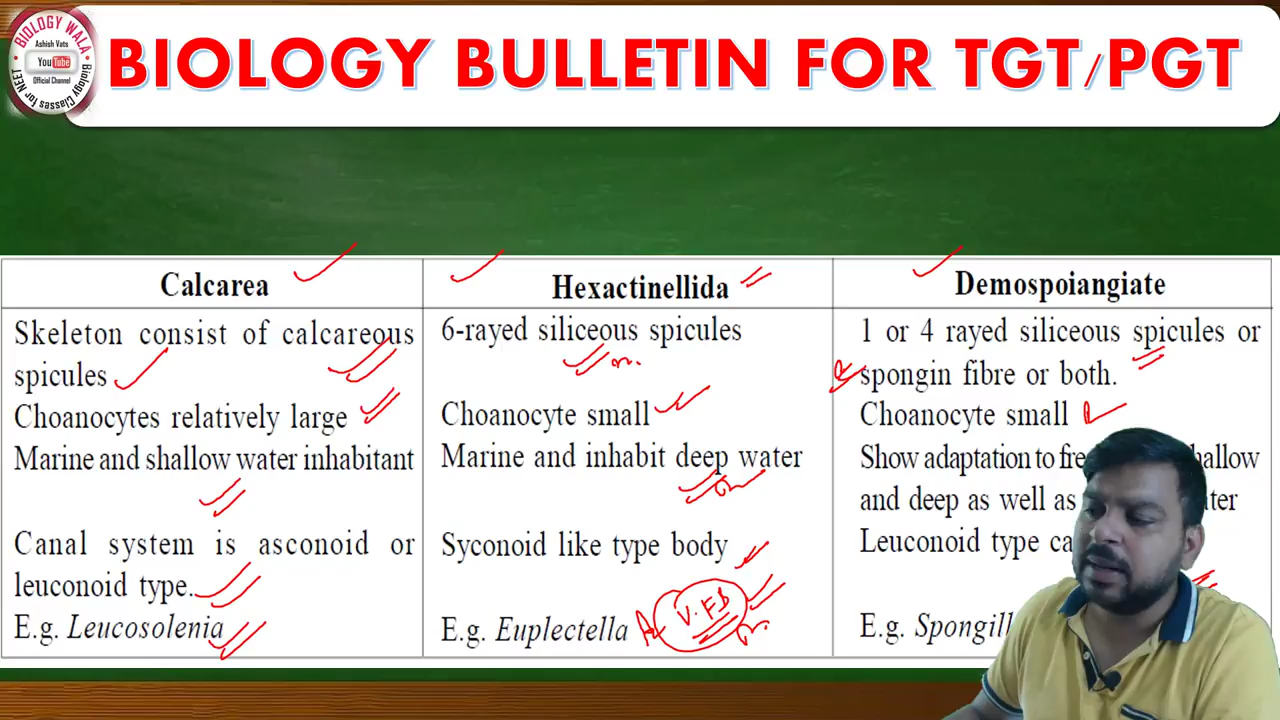 BIOLOGY WALA
Ashish Vats
YouTube
Official Channel
Biology Classes for NEET
BIOLOGY BULLETIN FOR TGT/PGT
Calcarea
Skeleton consist of calcareous
spicules
Choanocytes relatively large
Marine and shallow water inhabitant
Canal system is asconoid or
leuconoid type.
E.g. Leucosolenia
Hexactinellida
6-rayed siliceous spicules
Choanocyte small
Marine and inhabit deep water
Syconoid like type body
E.g. Euplectella
Demospoiangiate
1 or 4 rayed siliceous spicules or
spongin fibre or both.
Choanocyte small
Show adaptation to
and deep as well as
Leuconoid type
E.g.